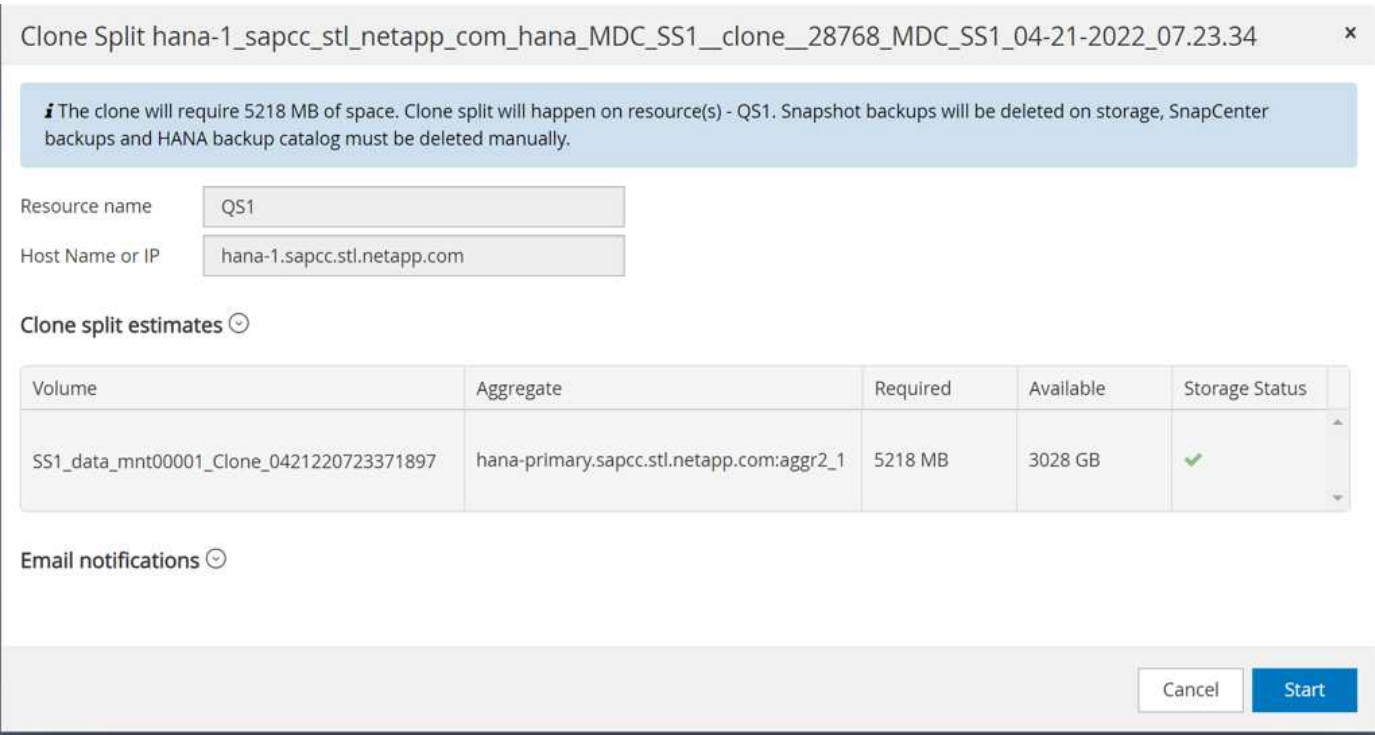 Clone Split hana-1_sapcc_stl_netapp_com_hana_MDC_SS1__clone__28768_MDC_SS1_04-21-2022_07.23.34 x
i The clone will require 5218 MB of space. Clone split will happen on resource(s) - QS1. Snapshot backups will be deleted on storage, SnapCenter
backups and HANA backup catalog must be deleted manually.
Resource name QS1
Host Name or IP hana-1.sapcc.stl.netapp.com
Clone split estimates
Volume Aggregate Required Available Storage Status
SS1_data_mnt00001_Clone_0421220723371897 hana-primary.sapcc.stl.netapp.com:aggr2_1 5218 MB 3028 GB
Email notifications
Cancel Start